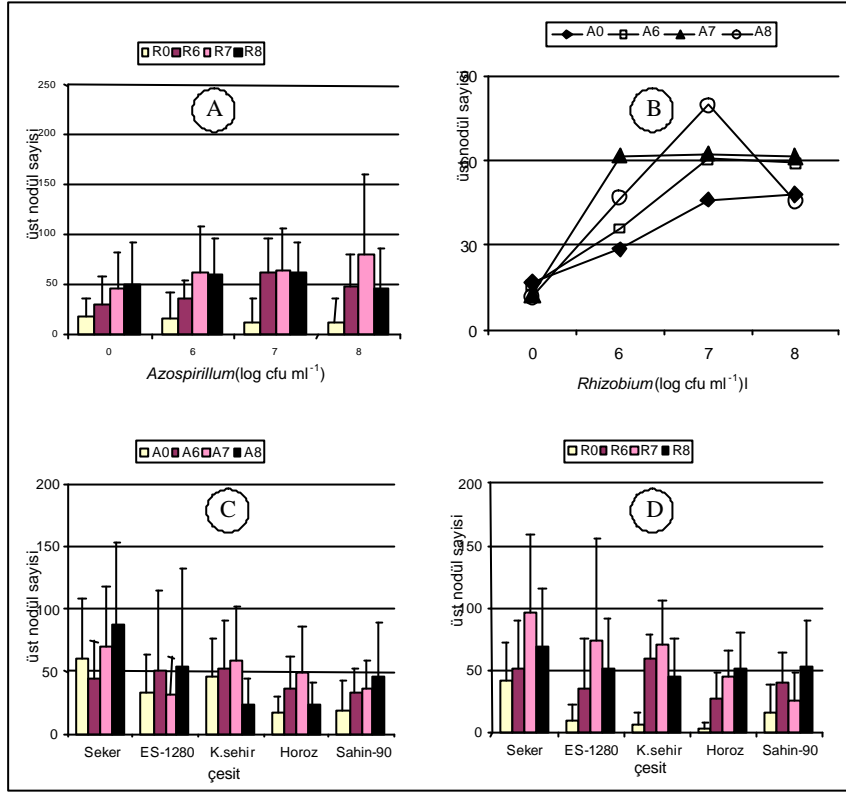 R0 R6 R7 R8
A
üst nodül sayisi
250
200
150
100
50
0
0 6 7 8
Azospirillum(log cfu ml⁻¹)
A0 A6 A7 A8
B
üst nodül sayisi
90
60
30
0
0 6 7 8
Rhizobium(log cfu ml⁻¹)l
A0 A6 A7 A8
C
üst nodül sayisi
200
150
100
50
0
Seker ES-1280 K.sehir Horoz Sahin-90
çesit
R0 R6 R7 R8
D
üst nodül sayisi
200
150
100
50
0
Seker ES-1280 K.sehir Horoz Sahin-90
çesit